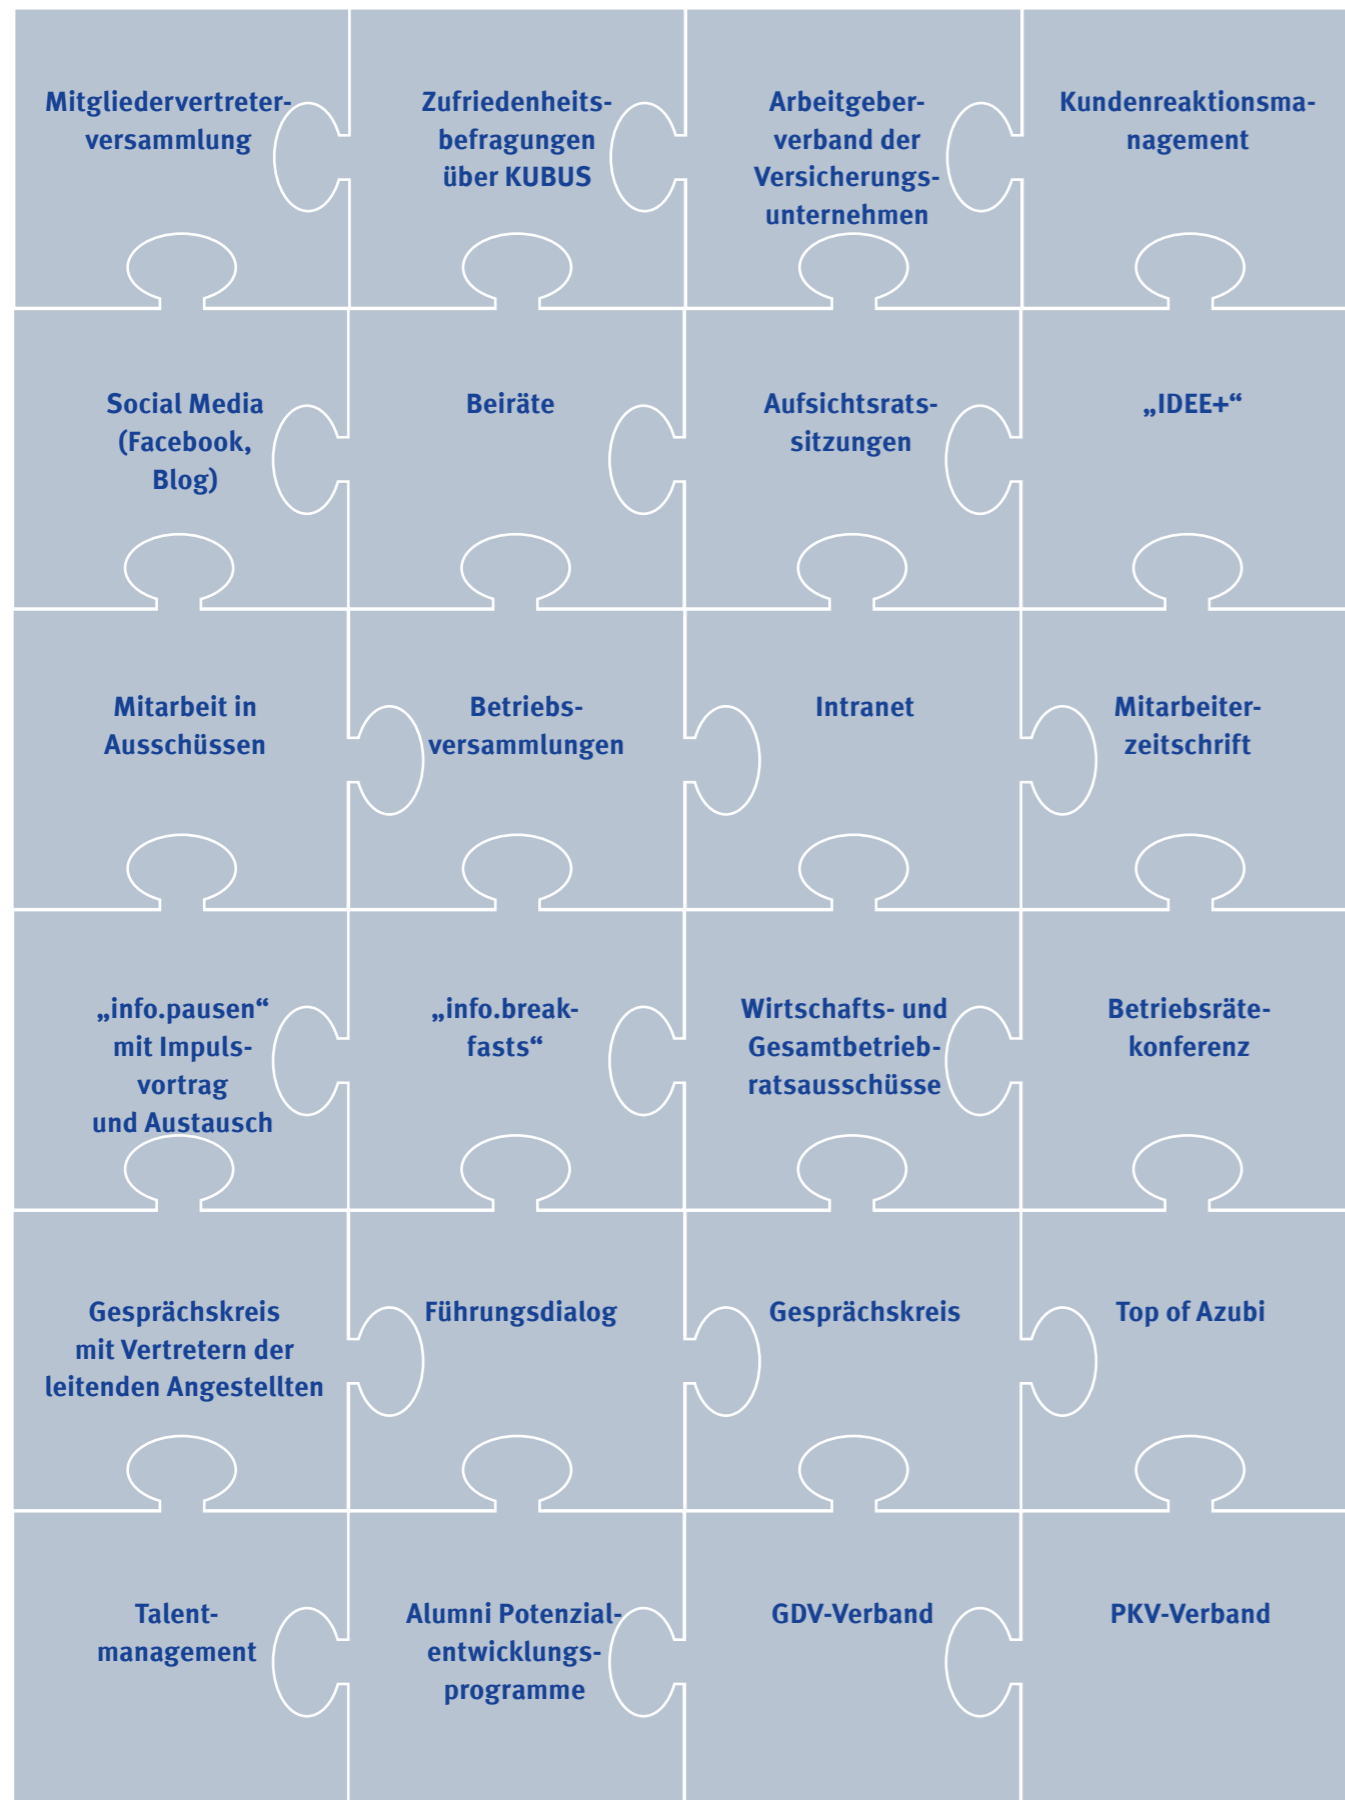 Mitgliedervertreter-
versammlung
Zufriedenheits-
befragungen
über KUBUS
Arbeitgeber-
verband der
Versicherungs-
unternehmen
Kundenreaktionsma-
nagement
Social Media
(Facebook,
Blog)
Beiräte
Aufsichtsrats-
sitzungen
„IDEE+“
Mitarbeit in
Ausschüssen
Betriebs-
versammlungen
Intranet
Mitarbeiter-
zeitschrift
„info.pausen“
mit Impuls-
vortrag
und Austausch
„info.break-
fasts“
Wirtschafts- und
Gesamtbetrieb-
ratsausschüsse
Betriebsräte-
konferenz
Gesprächskreis
mit Vertretern der
leitenden Angestellten
Führungsdialog
Gesprächskreis
Top of Azubi
Talent-
management
Alumni Potenzial-
entwicklungs-
programme
GDV-Verband
PKV-Verband